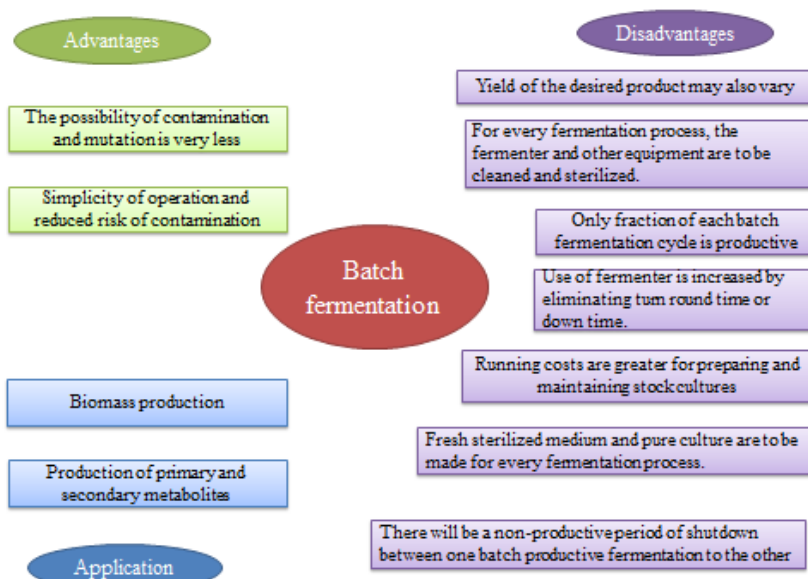 Advantages
The possibility of contamination
and mutation is very less
Simplicity of operation and
reduced risk of contamination
Batch
fermentation
Biomass production
Production of primary and
secondary metabolites
Application
Disadvantages
Yield of the desired product may also vary
For every fermentation process, the
fermenter and other equipment are to be
cleaned and sterilized.
Only fraction of each batch
fermentation cycle is productive
Use of fermenter is increased by
eliminating turn round time or
down time.
Running costs are greater for preparing and
maintaining stock cultures
Fresh sterilized medium and pure culture are to be
made for every fermentation process.
There will be a non-productive period of shutdown
between one batch productive fermentation to the other